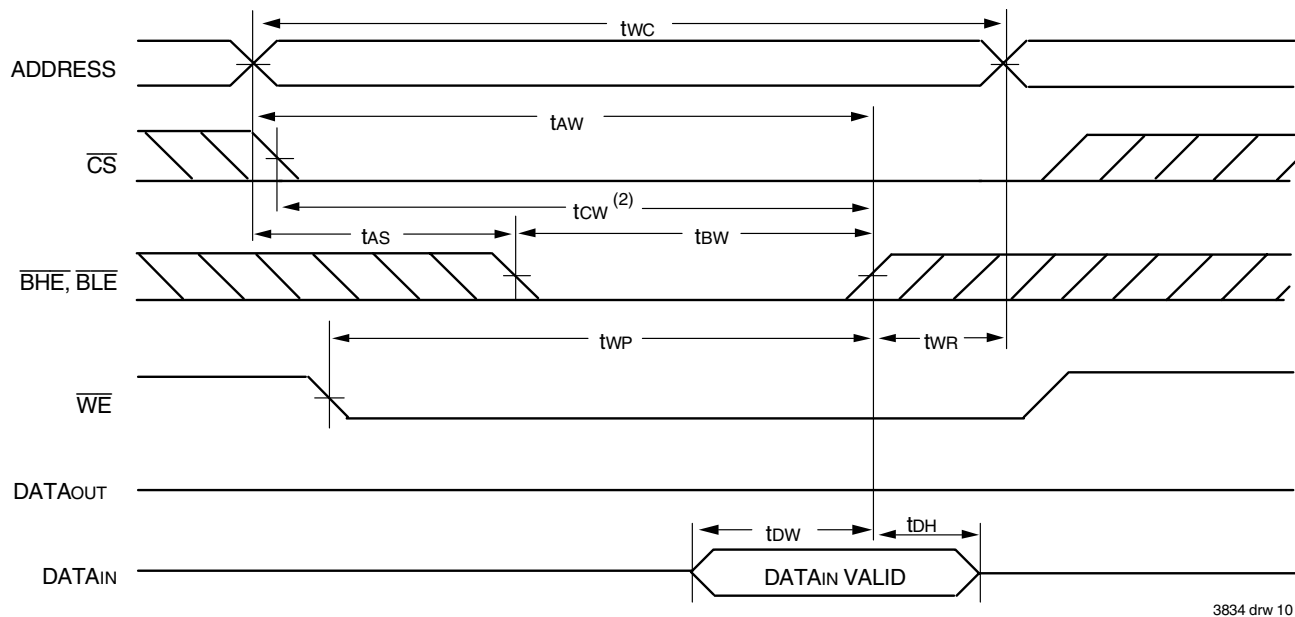 tWC
ADDRESS
tAW
CS
tCW (2)
tAS
tBW
BHE, BLE
tWP
tWR
WE
DATAOUT
tDW
tDH
DATAIN
DATAIN VALID
3834 drw 10